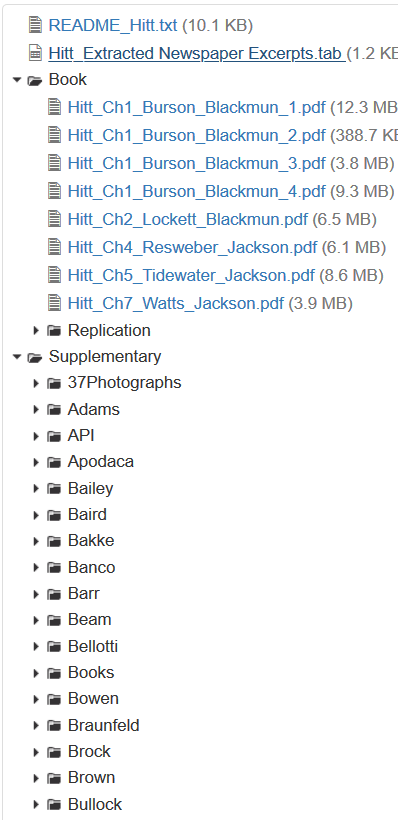 README_Hitt.txt (10.1 KB)
Hitt_Extracted Newspaper Excerpts.tab (1.2 K
Book
Hitt_Ch1_Burson_Blackmun_1.pdf (12.3 MB
Hitt_Ch1_Burson_Blackmun_2.pdf (388.7 K
Hitt_Ch1_Burson_Blackmun_3.pdf (3.8 MB)
Hitt_Ch1_Burson_Blackmun_4.pdf (9.3 MB)
Hitt_Ch2_Lockett_Blackmun.pdf (6.5 MB)
Hitt_Ch4_Resweber_Jackson.pdf (6.1 MB)
Hitt_Ch5_Tidewater_Jackson.pdf (8.6 MB)
Hitt_Ch7_Watts_Jackson.pdf (3.9 MB)
Replication
Supplementary
37Photographs
Adams
API
Apodaca
Bailey
Baird
Bakke
Banco
Barr
Beam
Bellotti
Books
Bowen
Braunfeld
Brock
Brown
Bullock